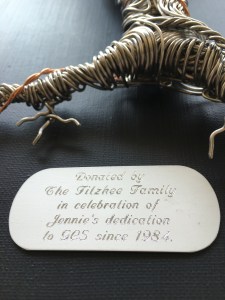 Donated by
The Fitzhee Family
in celebration of
Jennie's dedication
to GCS since 1984.